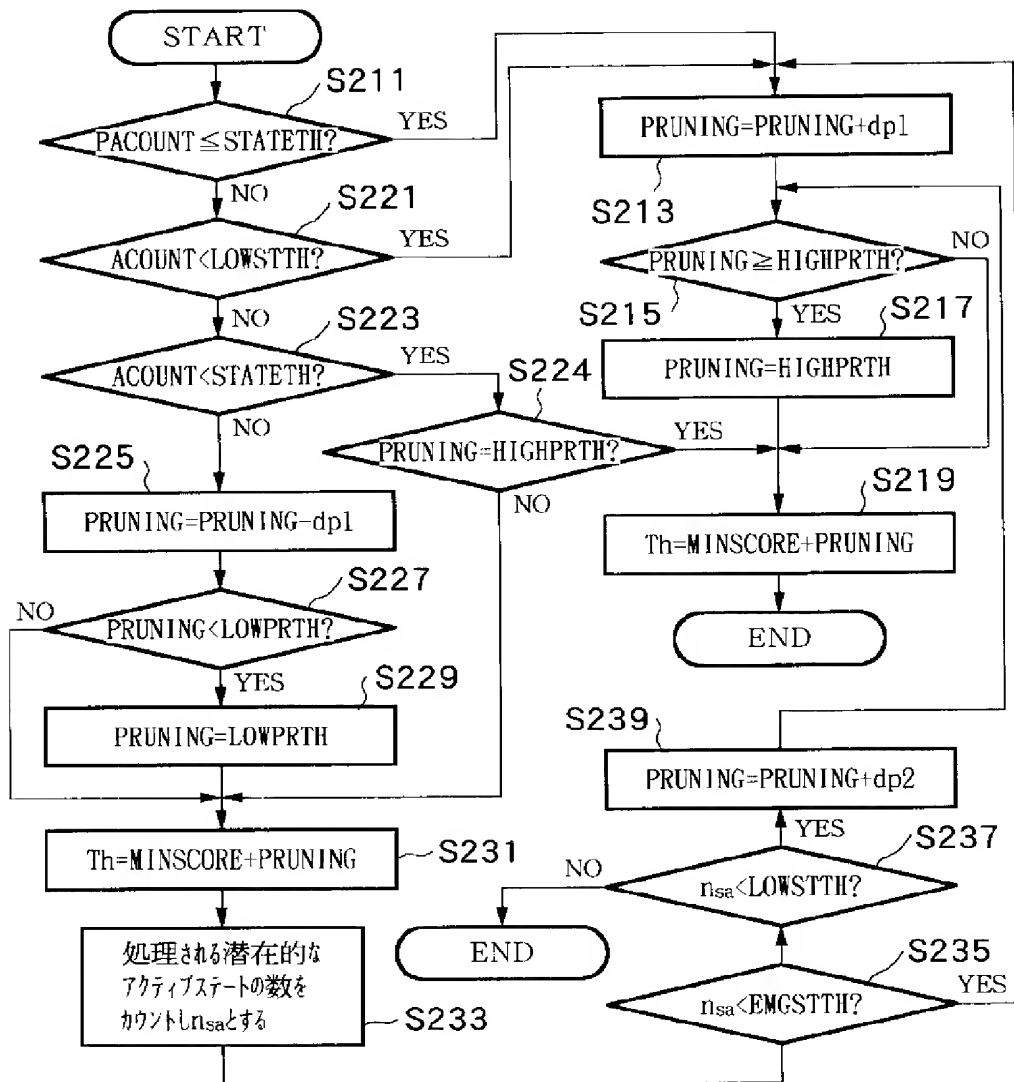 START
S211
PACOUNT≦STATETH?
YES
NO
S221
ACOUNT<LOWSTTH?
YES
NO
S223
ACOUNT<STATETH?
YES
NO
S224
PRUNING=HIGHPRTH?
YES
NO
S225
PRUNING=PRUNING-dp1
S227
NO
PRUNING<LOWPRTH?
YES
S229
PRUNING=LOWPRTH
Th=MINSCORE+PRUNING
S231
処理される潜在的な
アクティブステートの数を
カウントしnsaとする
S233
PRUNING=PRUNING+dp1
S213
PRUNING≧HIGHPRTH?
NO
S215
YES
S217
PRUNING=HIGHPRTH
S219
Th=MINSCORE+PRUNING
END
S239
PRUNING=PRUNING+dp2
YES
S237
NO
nsa<LOWSTTH?
END
S235
nsa<EMGSTTH?
YES